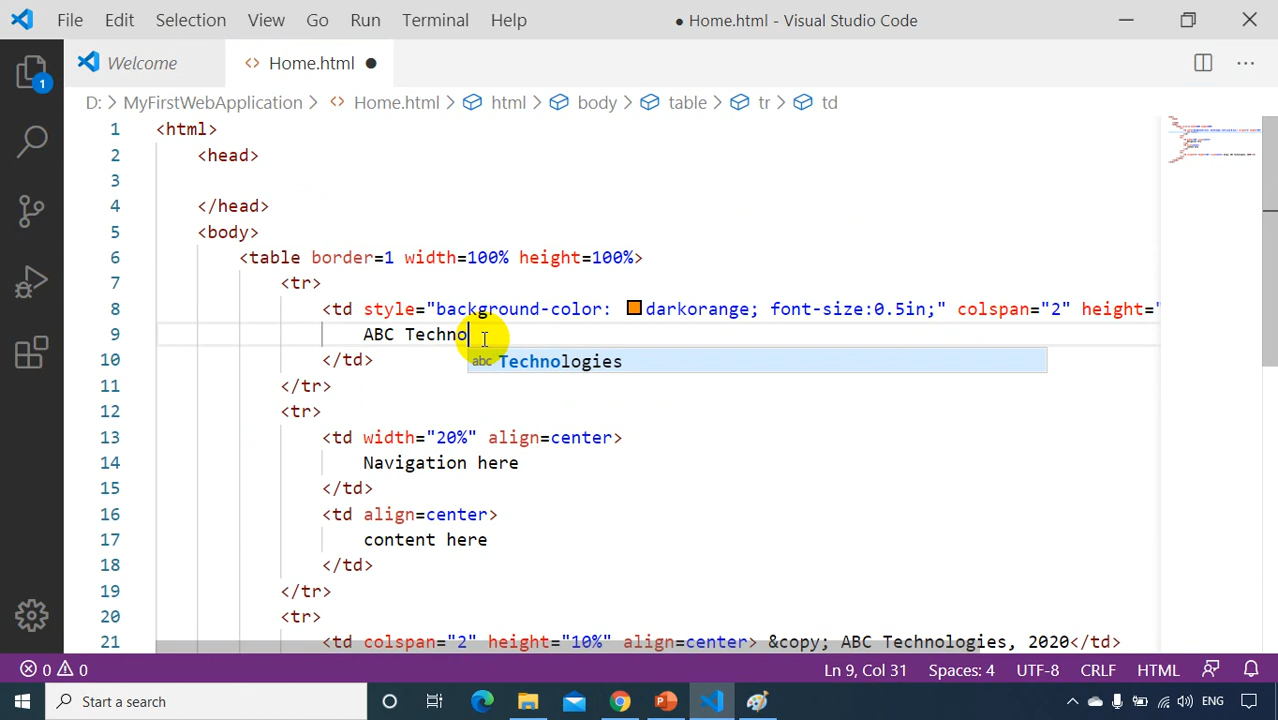 File Edit Selection View Go Run Terminal Help ● Home.html - Visual Studio Code
Welcome <> Home.html ●
1
D: > MyFirstWebApplication > <> Home.html > html > body > table > tr > td
1 <html>
2 <head>
3
4 </head>
5 <body>
6 <table border=1 width=100% height=100%>
7 <tr>
8 <td style="background-color: darkorange; font-size:0.5in;" colspan="2" height="
9 ABC Techno
abc Technologies
10 </td>
11 </tr>
12 <tr>
13 <td width="20%" align=center>
14 Navigation here
15 </td>
16 <td align=center>
17 content here
18 </td>
19 </tr>
20 <tr>
21 <td colspan="2" height="10%" align=center> &copy; ABC Technologies, 2020</td>
0 0 Ln 9, Col 31 Spaces: 4 UTF-8 CRLF HTML
Start a search ENG